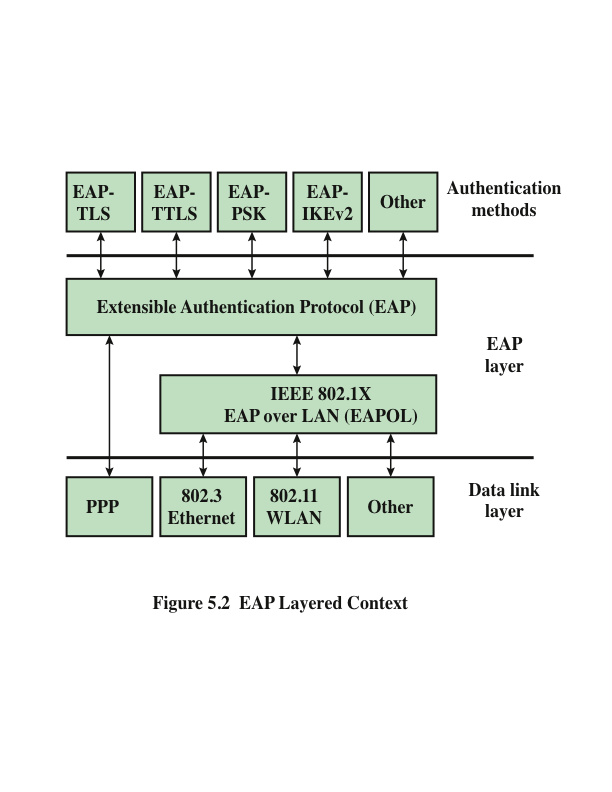 EAP-
TLS
EAP-
TTLS
EAP-
PSK
EAP-
IKEv2
Other
Authentication
methods
Extensible Authentication Protocol (EAP)
EAP
layer
IEEE 802.1X
EAP over LAN (EAPOL)
PPP
802.3
Ethernet
802.11
WLAN
Other
Data link
layer
Figure 5.2 EAP Layered Context